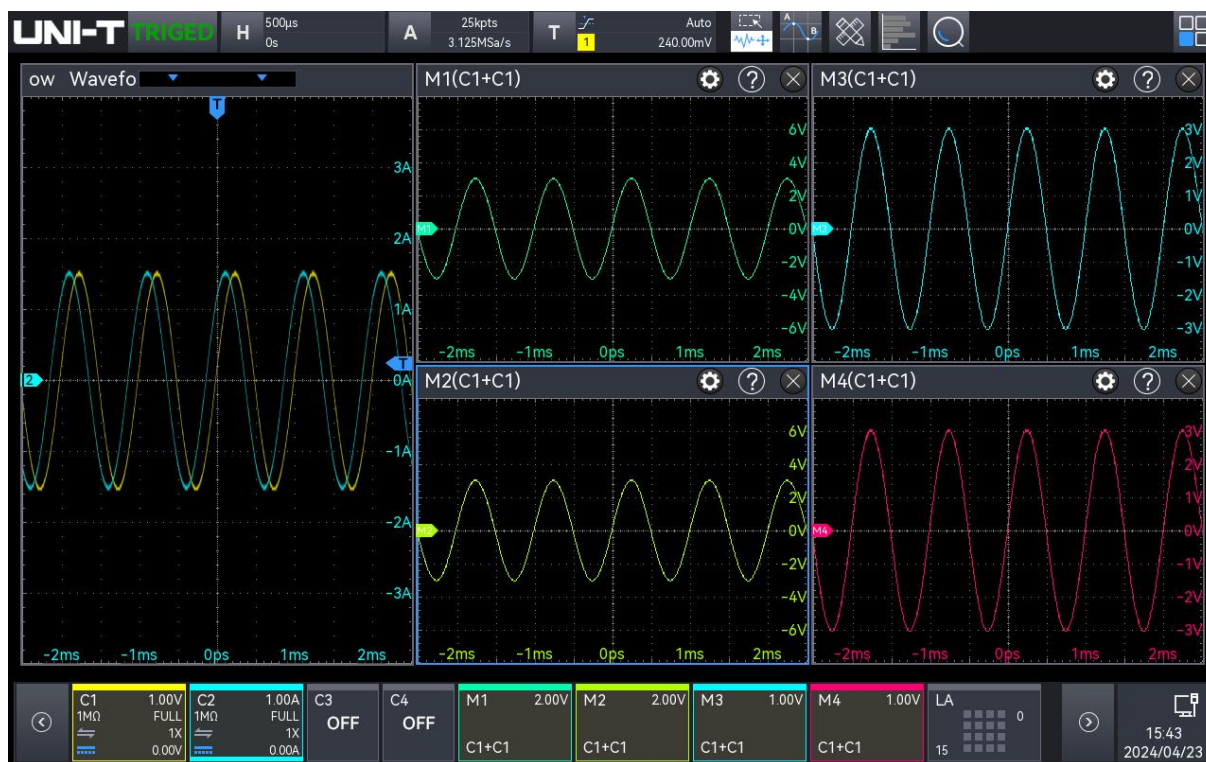 UNI-T TRIGED H 500µs 0s A 25kpts 3.125MSa/s T 1 Auto 240.00mV A B
ow Wavefo
T
3A
2A
1A
T
2
0A
-1A
-2A
-3A
-2ms -1ms 0ps 1ms 2ms
M1(C1+C1)
6V
4V
2V
M1
0V
-2V
-4V
-6V
-2ms -1ms 0ps 1ms 2ms
M3(C1+C1)
3V
2V
1V
M3
0V
-1V
-2V
-3V
-2ms -1ms 0ps 1ms 2ms
M2(C1+C1)
6V
4V
2V
M2
0V
-2V
-4V
-6V
-2ms -1ms 0ps 1ms 2ms
M4(C1+C1)
3V
2V
1V
M4
0V
-1V
-2V
-3V
-2ms -1ms 0ps 1ms 2ms
C1 1.00V
1MΩ FULL
1X
0.00V
C2 1.00A
1MΩ FULL
1X
0.00A
C3
OFF
C4
OFF
M1 2.00V
C1+C1
M2 2.00V
C1+C1
M3 1.00V
C1+C1
M4 1.00V
C1+C1
LA
0
15
15:43
2024/04/23